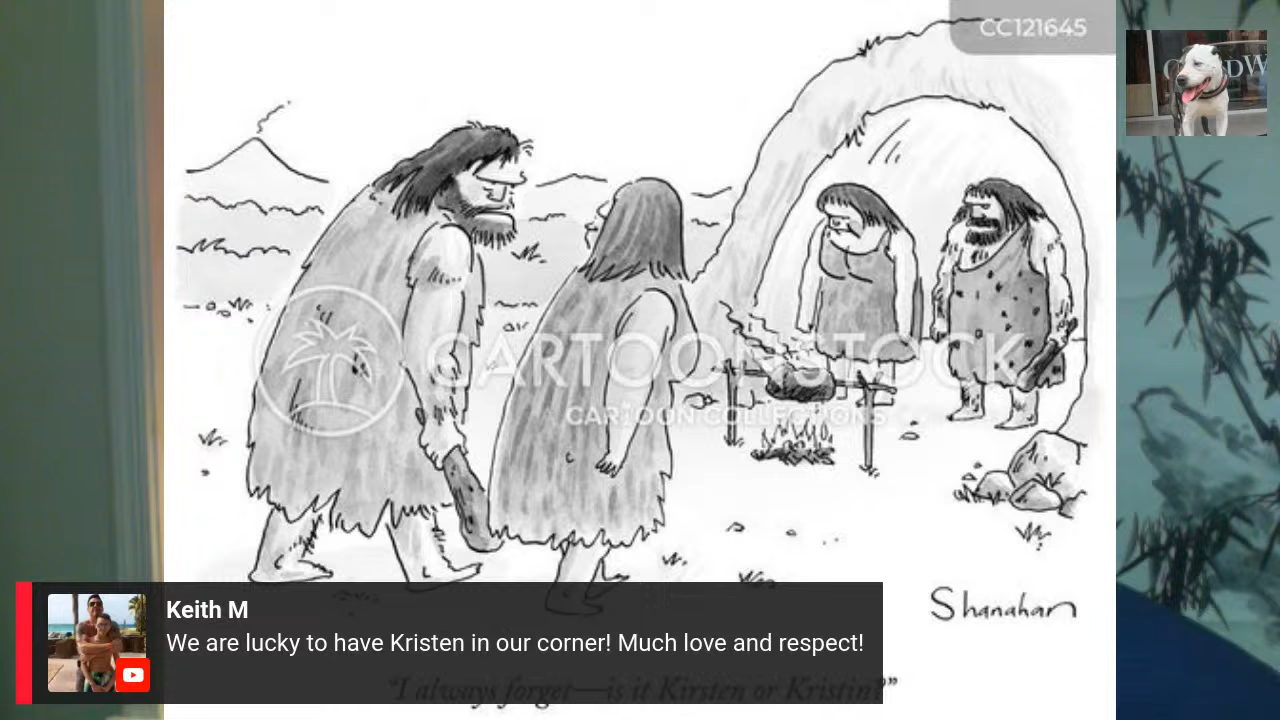 CC121645
CARTOONSTOCK
CARTOON COLLECTIONS
Shanahan
Keith M
We are lucky to have Kristen in our corner! Much love and respect!
"I always forget—is it Kirsten or Kristin?"